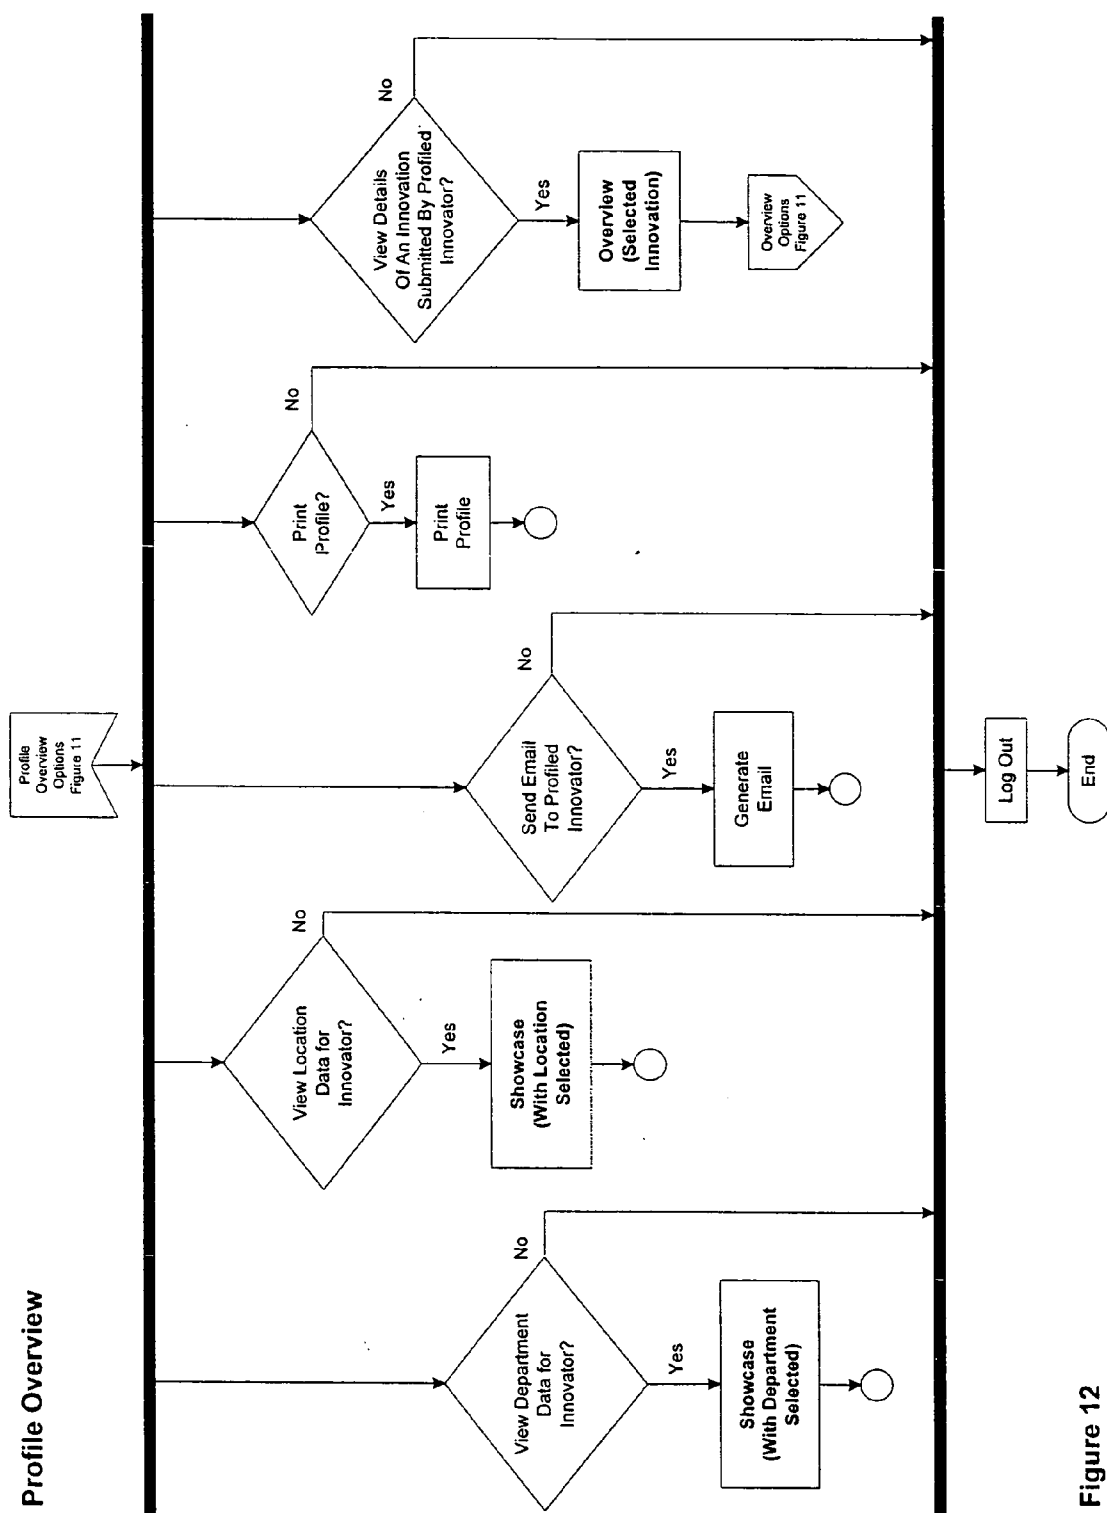 Profile Overview
Profile
Overview
Options
Figure 11
View Department
Data for
Innovator?
No
Yes
Showcase
(With Department
Selected)
View Location
Data for
Innovator?
No
Yes
Showcase
(With Location
Selected)
Send Email
To Profiled
Innovator?
No
Yes
Generate
Email
Print
Profile?
No
Yes
Print
Profile
View Details
Of An Innovation
Submitted By Profiled
Innovator?
No
Yes
Overview
(Selected
Innovation)
Overview
Options
Figure 11
Log Out
End
Figure 12